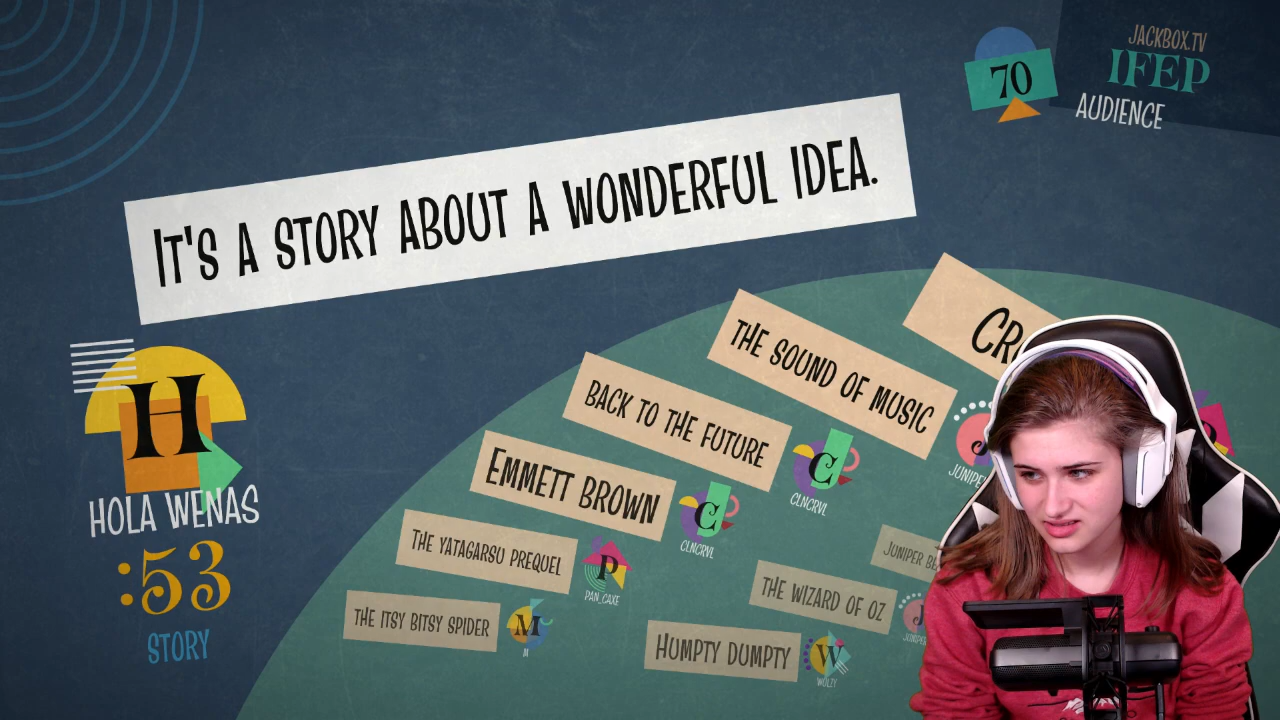 JACKBOX.TV
IFEP
70
AUDIENCE
IT'S A STORY ABOUT A WONDERFUL IDEA.
THE SOUND OF MUSIC
BACK TO THE FUTURE
C
CLNCRVL
EMMETT BROWN
C
CLNCRVL
THE YATAGARSU PREQUEL
P
PAN_CAKE
THE WIZARD OF OZ
THE ITSY BITSY SPIDER
M
M
HUMPTY DUMPTY
W
WOLZY
H
HOLA WENAS
:53
STORY